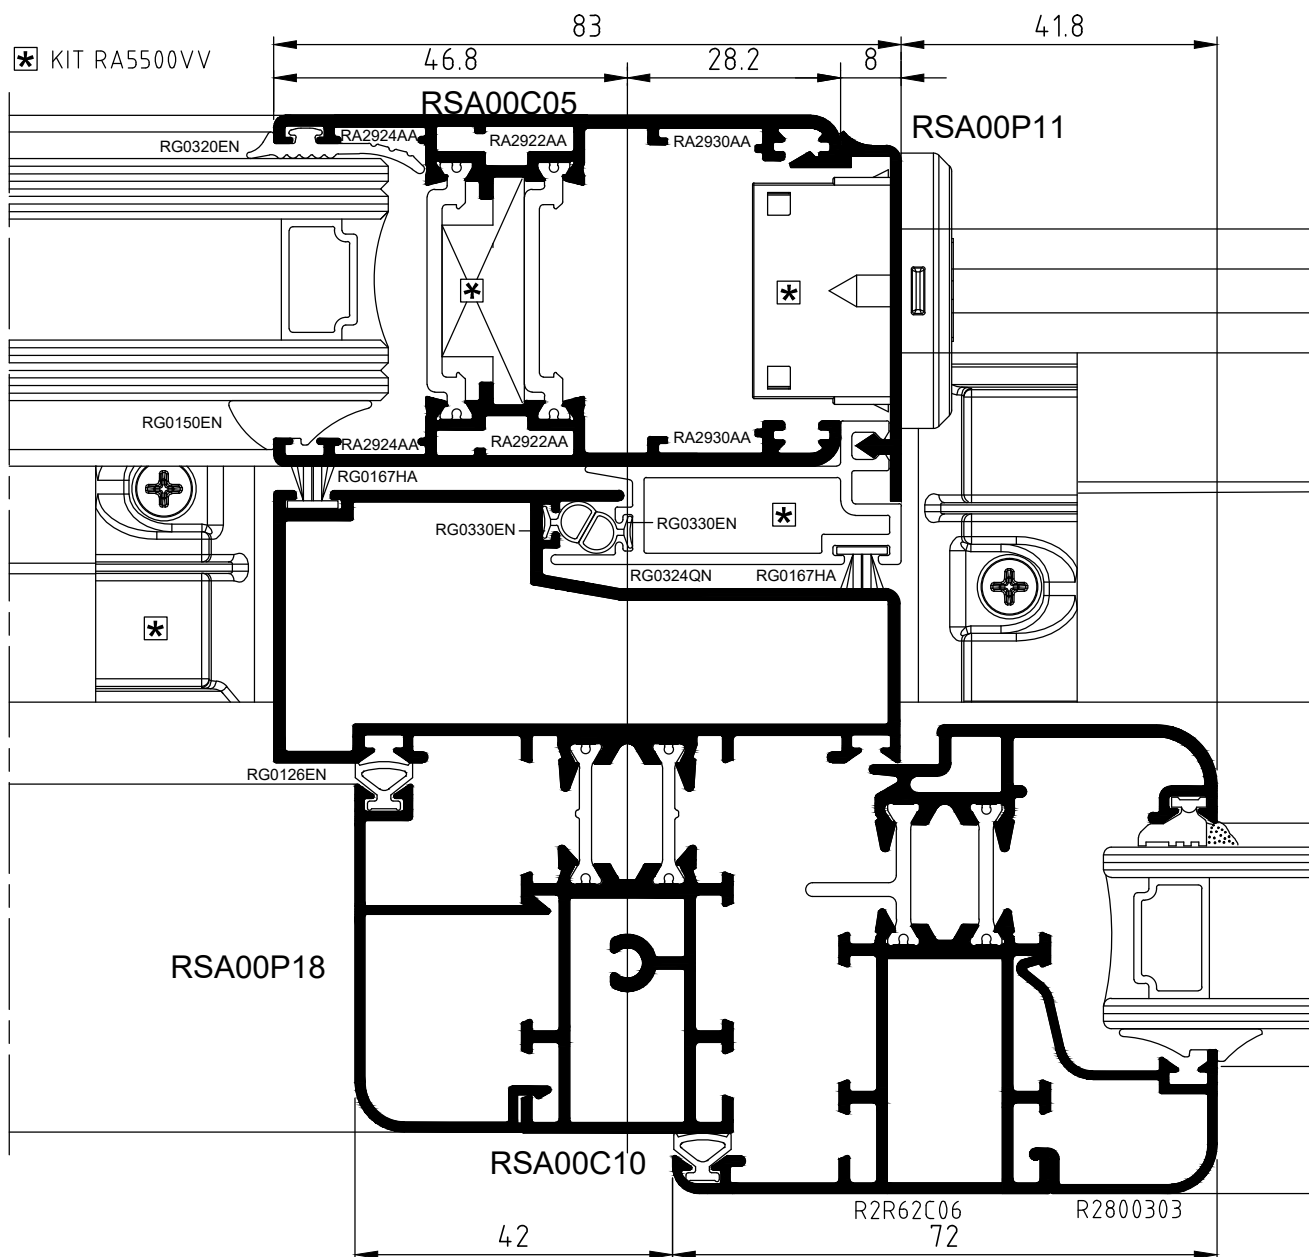 83
41.8
* KIT RA5500VV
46.8
28.2
8
RSA00C05
RSA00P11
RG0320EN
RA2924AA
RA2922AA
RA2930AA
*
*
RG0150EN
RA2924AA
RA2922AA
RA2930AA
RG0167HA
*
RG0330EN
RG0330EN
RG0324QN
RG0167HA
*
RG0126EN
RSA00P18
RSA00C10
R2R62C06
R2800303
42
72